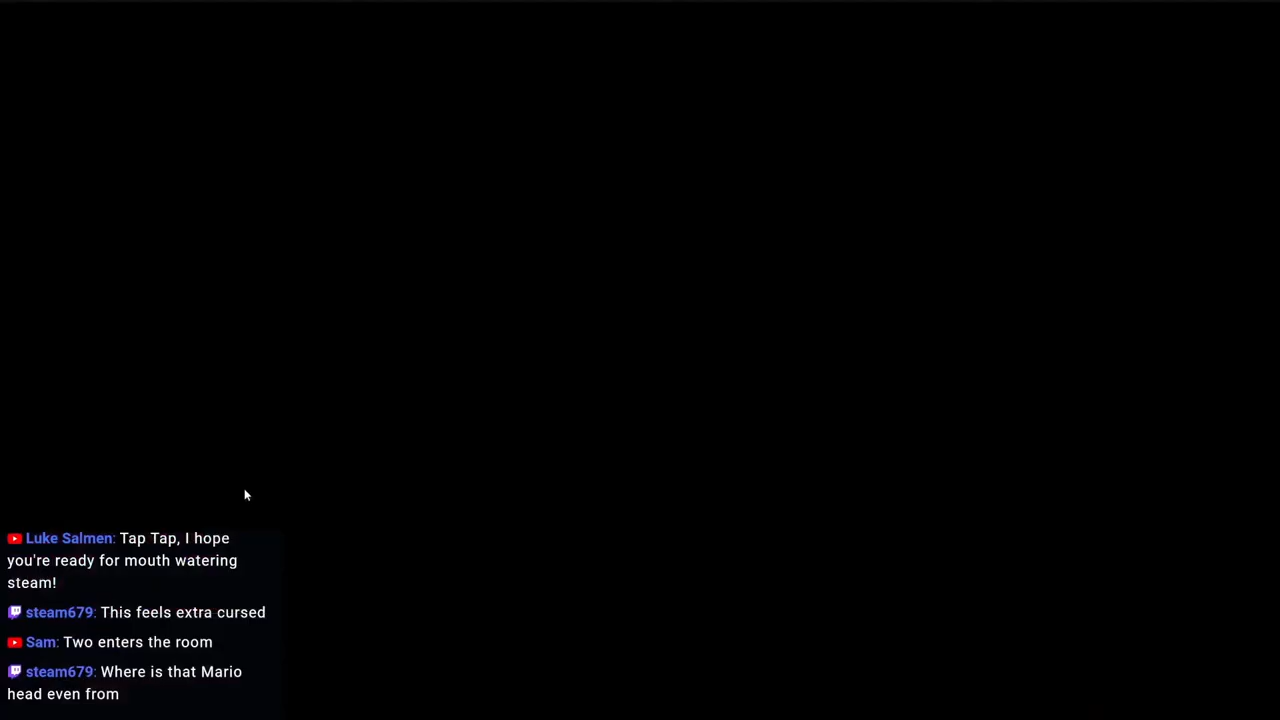 Luke Salmen: Tap Tap, I hope
you're ready for mouth watering
steam!
steam679: This feels extra cursed
Sam: Two enters the room
steam679: Where is that Mario
head even from